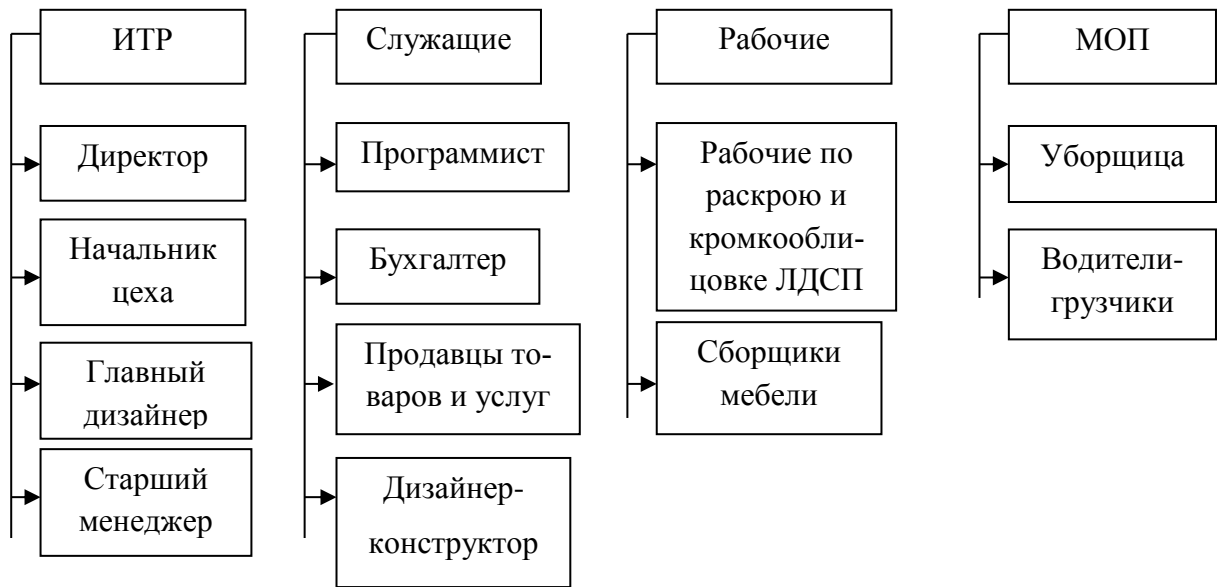 ИТР
Директор
Начальник
цеха
Главный
дизайнер
Старший
менеджер
Служащие
Программист
Бухгалтер
Продавцы то-
варов и услуг
Дизайнер-
конструктор
Рабочие
Рабочие по
раскрою и
кромкообли-
цовке ЛДСП
Сборщики
мебели
МОП
Уборщица
Водители-
грузчики